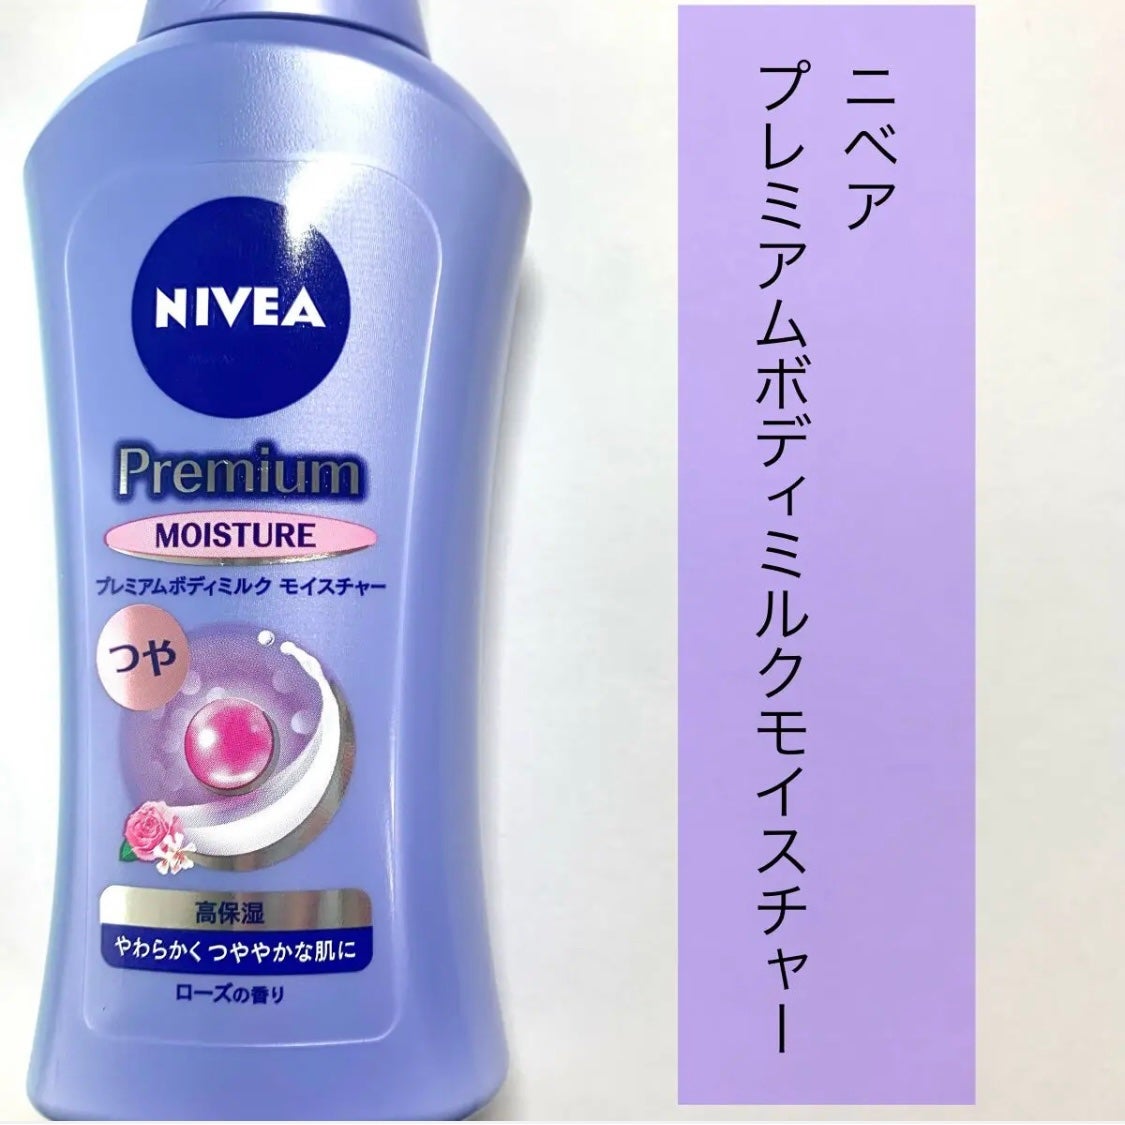 NIVEA
Premium
MOISTURE
プレミアムボディミルク モイスチャー
つや
高保湿
やわらかくつややかな肌に
ローズの香り
ニベア
プレミアムボディミルクモイスチャー